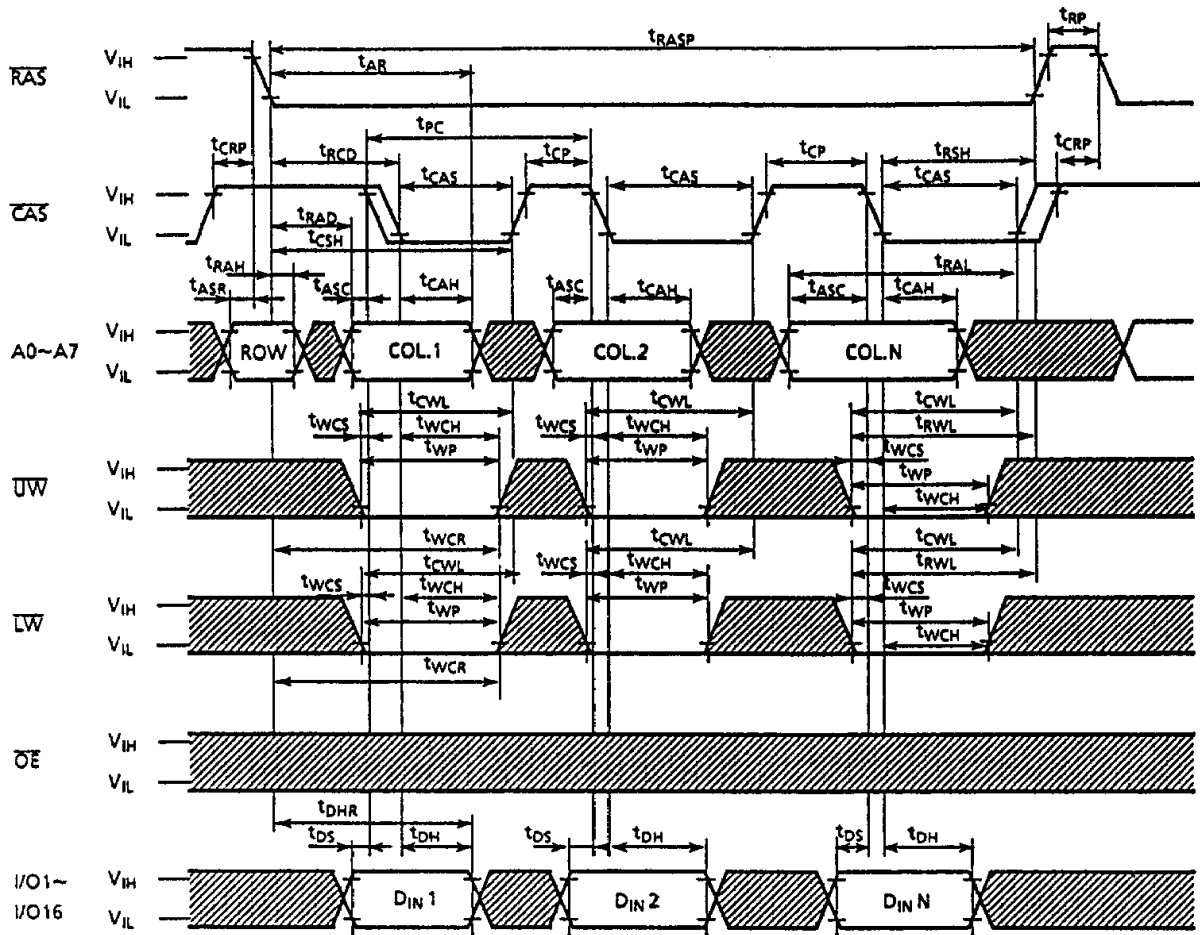 tRP
tRASP
RAS
VIH
VIL
tAR
tPC
tCRP
tRCD
tCP
tCP
tRSH
tCRP
tCAS
tCAS
tCAS
CAS
VIH
VIL
tRAD
tCSH
tRAH
tRAL
tASR
tASC
tCAH
tASC
tCAH
tASC
tCAH
A0~A7
VIH
VIL
ROW
COL.1
COL.2
COL.N
tCWL
tCWL
tCWL
tWCS
tWCH
tWCS
tWCH
tRWL
tWP
tWP
tWCS
UW
VIH
VIL
tWP
tWCH
tWCR
tCWL
tCWL
tCWL
tWCS
tWCH
tWCS
tWCH
tRWL
tWP
tWP
tWCS
LW
VIH
VIL
tWP
tWCH
tWCR
OE
VIH
VIL
tDHR
tDS
tDH
tDS
tDH
tDS
tDH
I/O1~
I/O16
VIH
VIL
DIN 1
DIN 2
DIN N